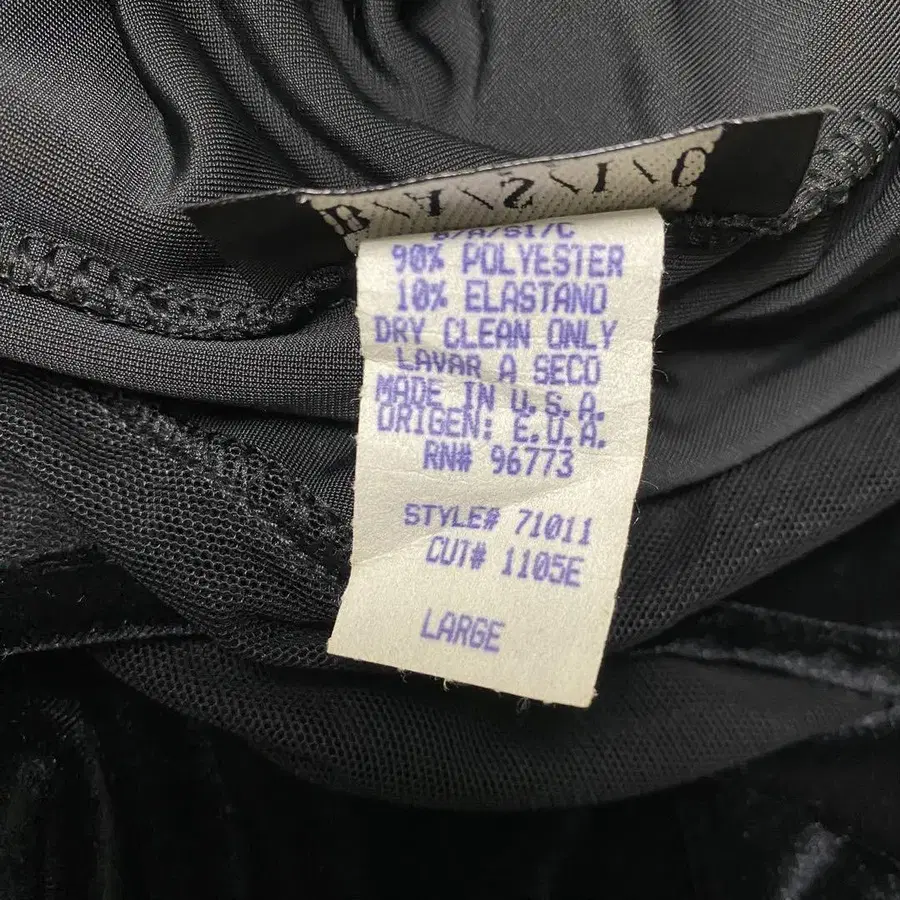 B/A/S/I/C
B/A/SI/C
90% POLYESTER
10% ELASTANO
DRY CLEAN ONLY
LAVAR A SECO
MADE IN U.S.A.
ORIGEN: E.U.A.
RN# 96773
STYLE# 71011
CUT# 1105E
LARGE